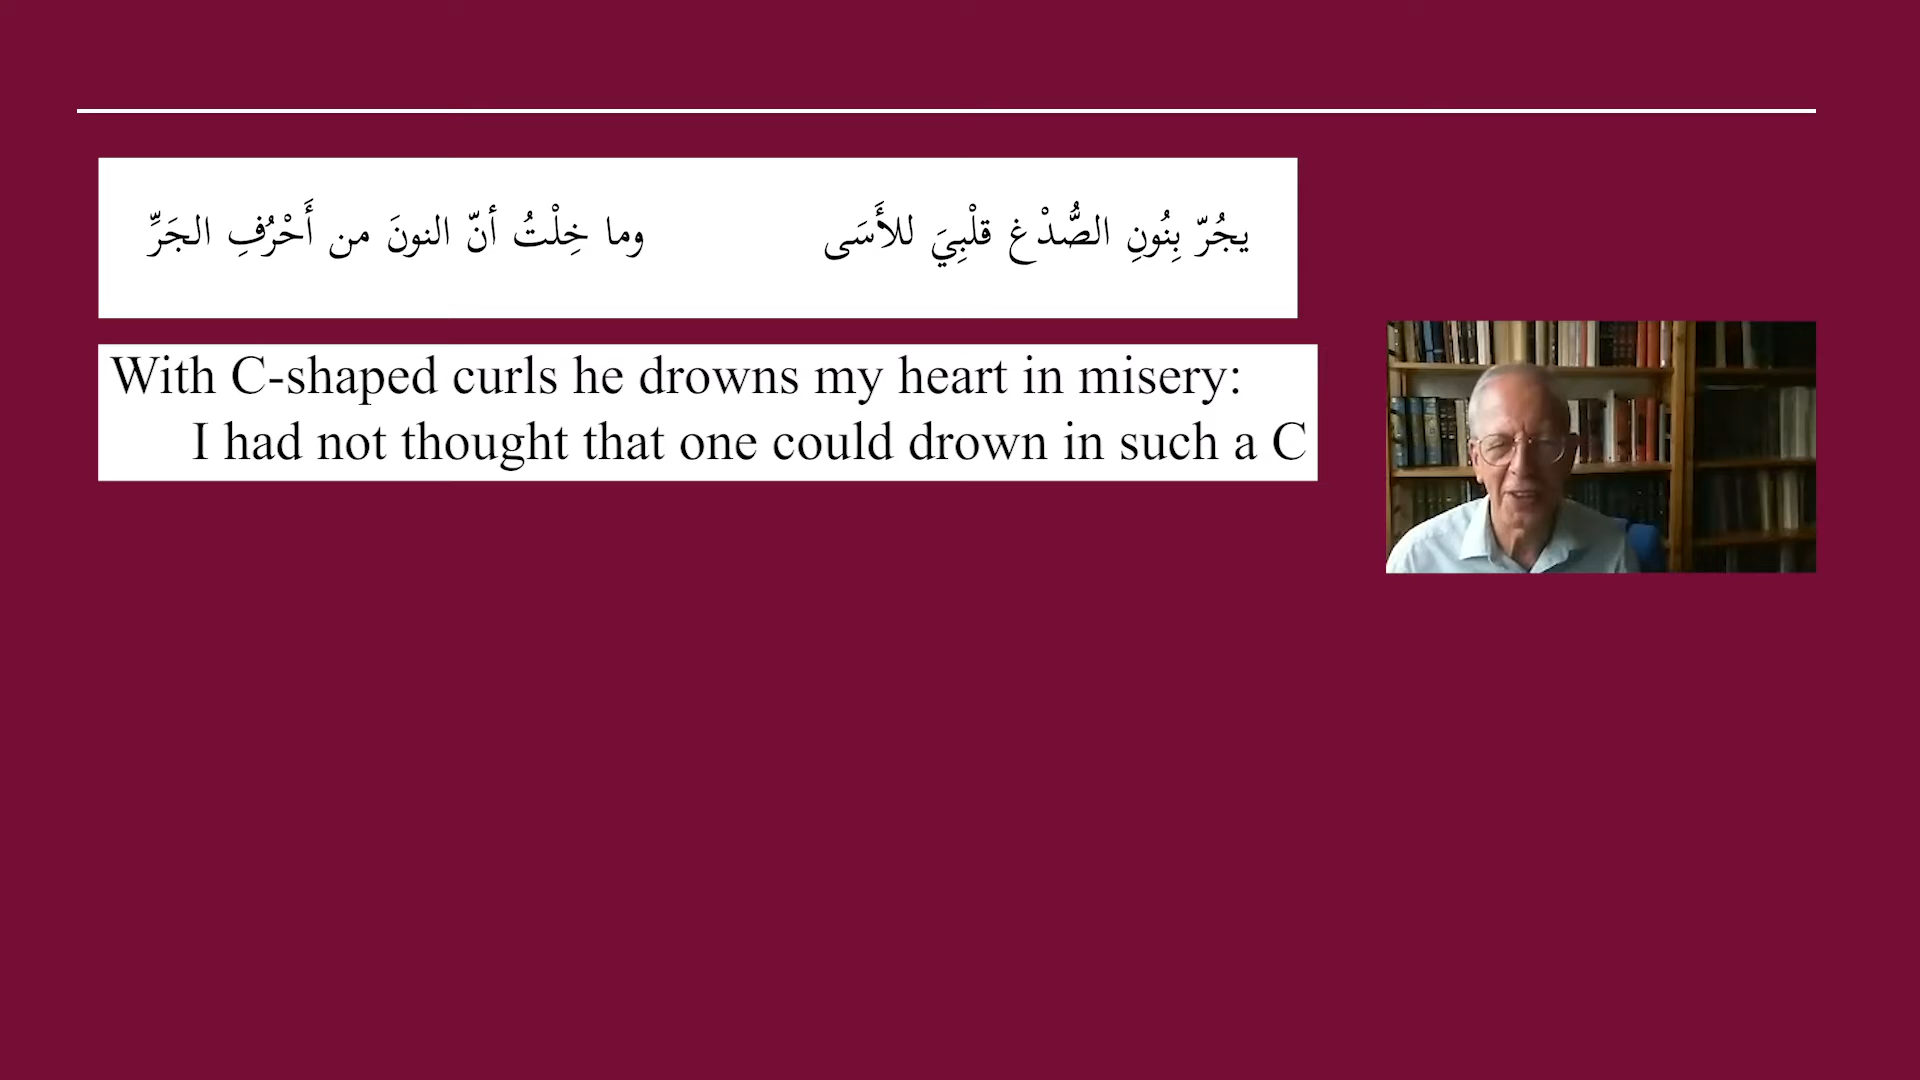 يجُرّ بِنُونِ الصُّدْغ قلْبِيَ للأَسَى وما خِلْتُ أنّ النونَ من أَحْرُفِ الجَرِّ
With C-shaped curls he drowns my heart in misery:
I had not thought that one could drown in such a C